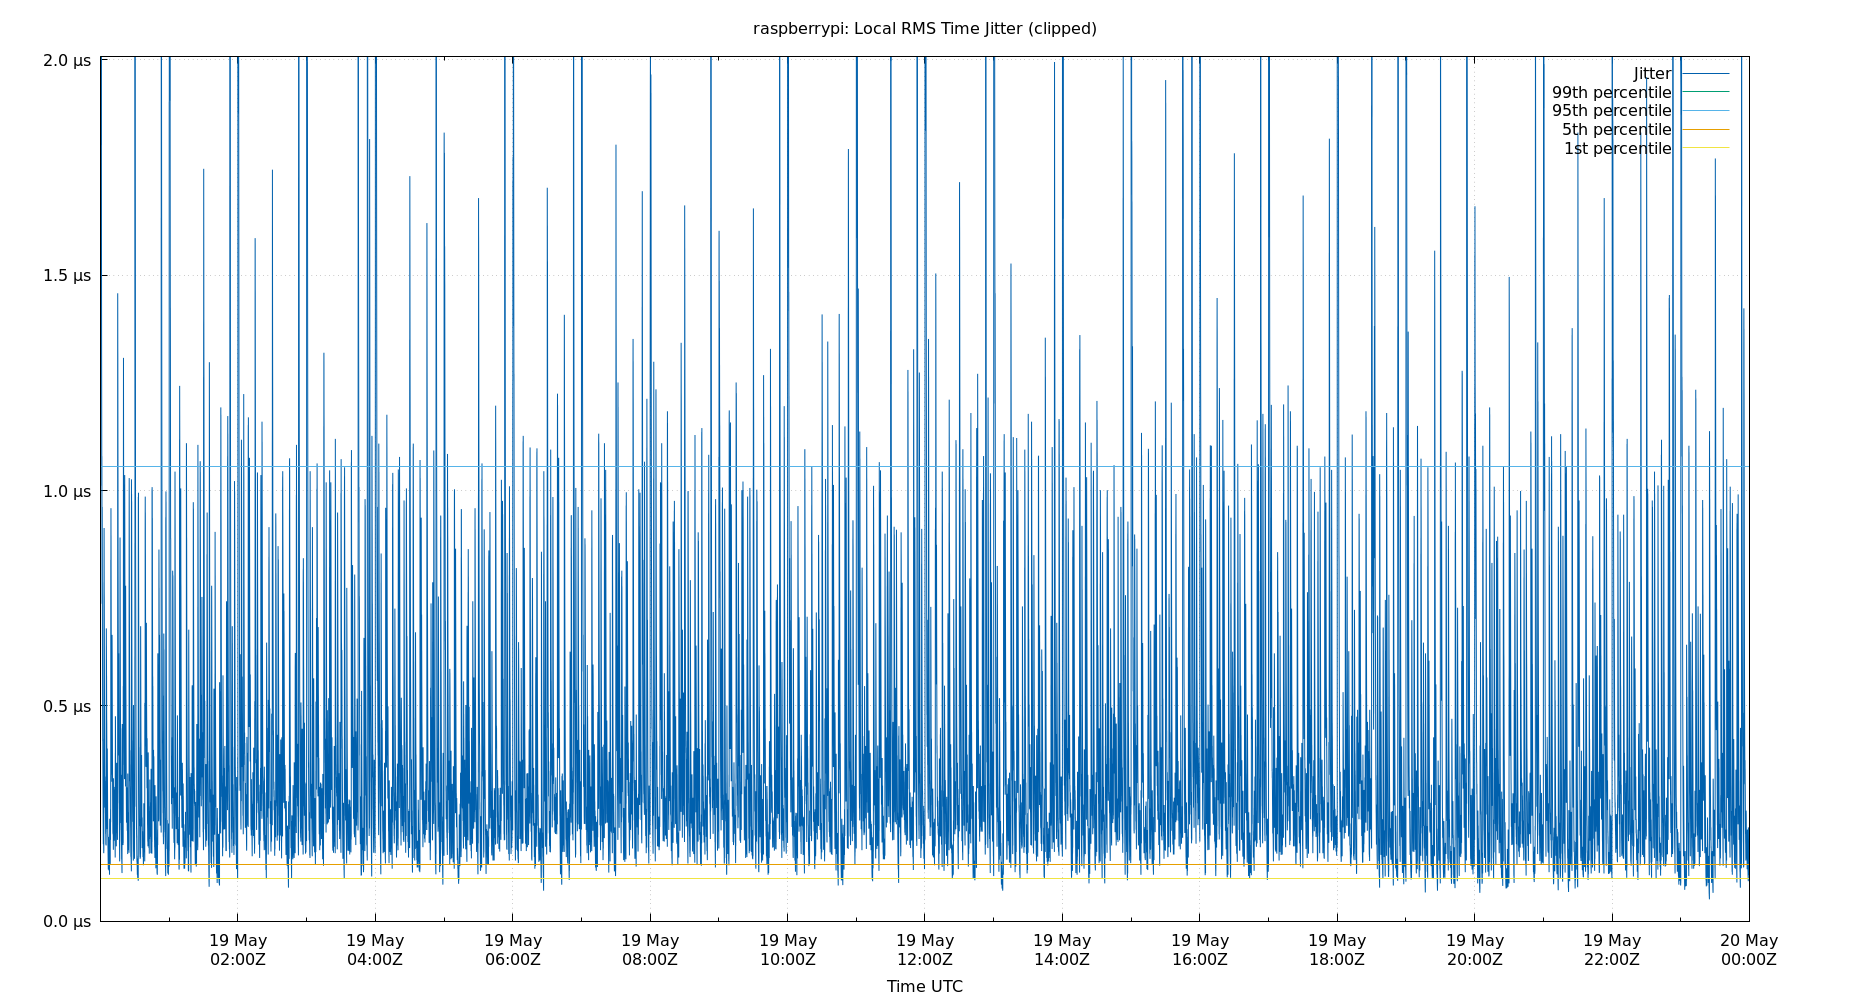 raspberrypi: Local RMS Time Jitter (clipped)
2.0 μs
1.5 μs
1.0 μs
0.5 μs
0.0 μs
Jitter
99th percentile
95th percentile
5th percentile
1st percentile
19 May 19 May 19 May 19 May 19 May 19 May 19 May 19 May 19 May 19 May 19 May 20 May
02:00Z 04:00Z 06:00Z 08:00Z 10:00Z 12:00Z 14:00Z 16:00Z 18:00Z 20:00Z 22:00Z 00:00Z
Time UTC